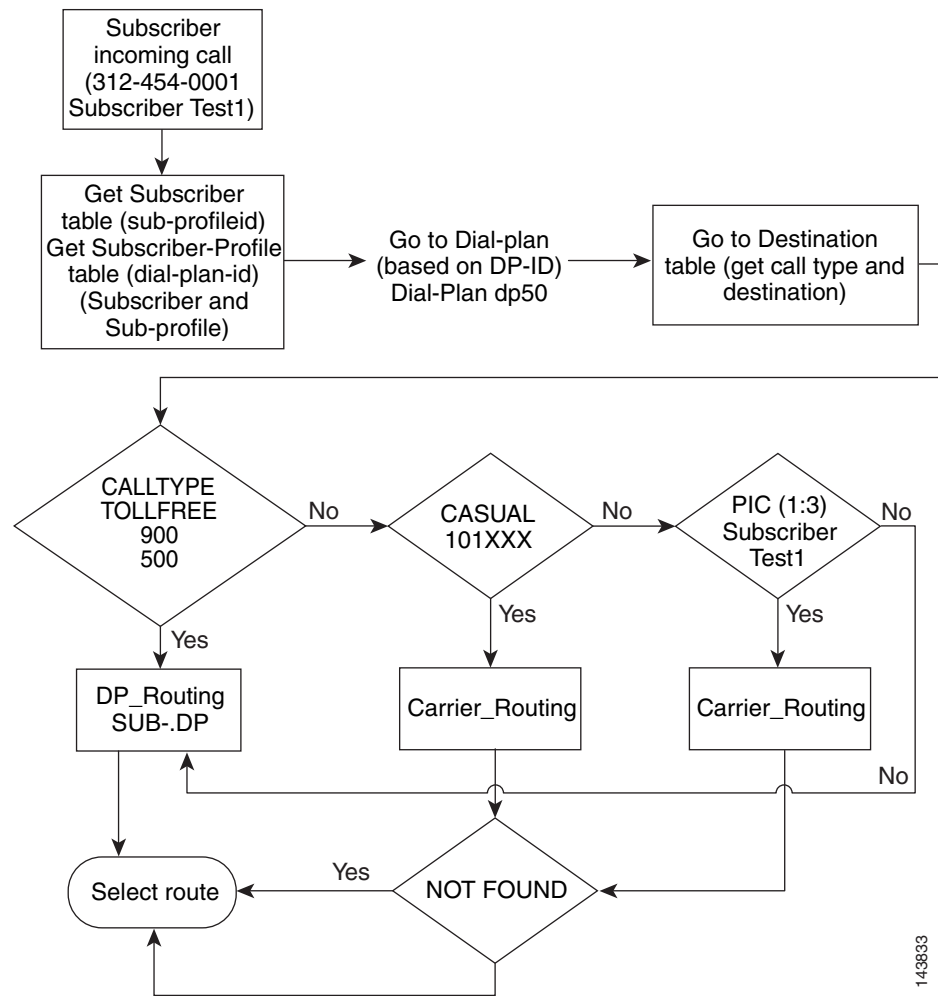 Subscriber
incoming call
(312-454-0001
Subscriber Test1)
Get Subscriber
table (sub-profileid)
Get Subscriber-Profile
table (dial-plan-id)
(Subscriber and
Sub-profile)
Go to Dial-plan
(based on DP-ID)
Dial-Plan dp50
Go to Destination
table (get call type and
destination)
CALLTYPE
TOLLFREE
900
500
No
CASUAL
101XXX
No
PIC (1:3)
Subscriber
Test1
No
Yes
Yes
Yes
DP_Routing
SUB-.DP
Carrier_Routing
Carrier_Routing
No
Select route
Yes
NOT FOUND
143833